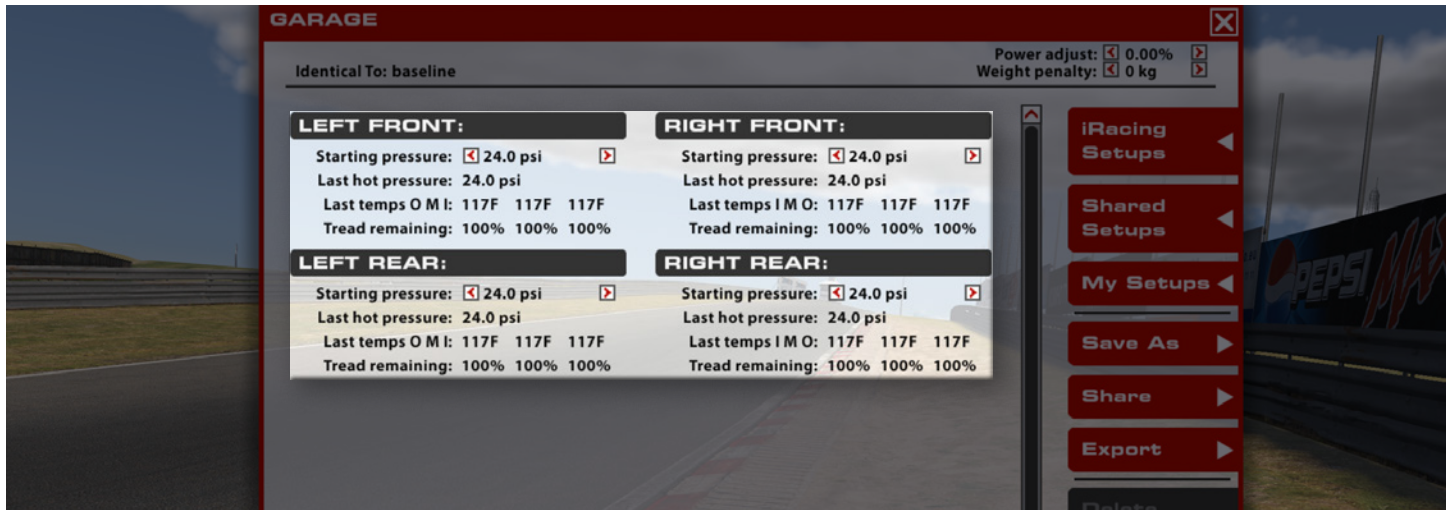 GARAGE
Identical To: baseline
Power adjust: 0.00%
Weight penalty: 0 kg
LEFT FRONT:
Starting pressure: 24.0 psi
Last hot pressure: 24.0 psi
Last temps O M I: 117F 117F 117F
Tread remaining: 100% 100% 100%
RIGHT FRONT:
Starting pressure: 24.0 psi
Last hot pressure: 24.0 psi
Last temps I M O: 117F 117F 117F
Tread remaining: 100% 100% 100%
LEFT REAR:
Starting pressure: 24.0 psi
Last hot pressure: 24.0 psi
Last temps O M I: 117F 117F 117F
Tread remaining: 100% 100% 100%
RIGHT REAR:
Starting pressure: 24.0 psi
Last hot pressure: 24.0 psi
Last temps I M O: 117F 117F 117F
Tread remaining: 100% 100% 100%
iRacing
Setups
Shared
Setups
My Setups
Save As
Share
Export
Delete
PEPSI MAX